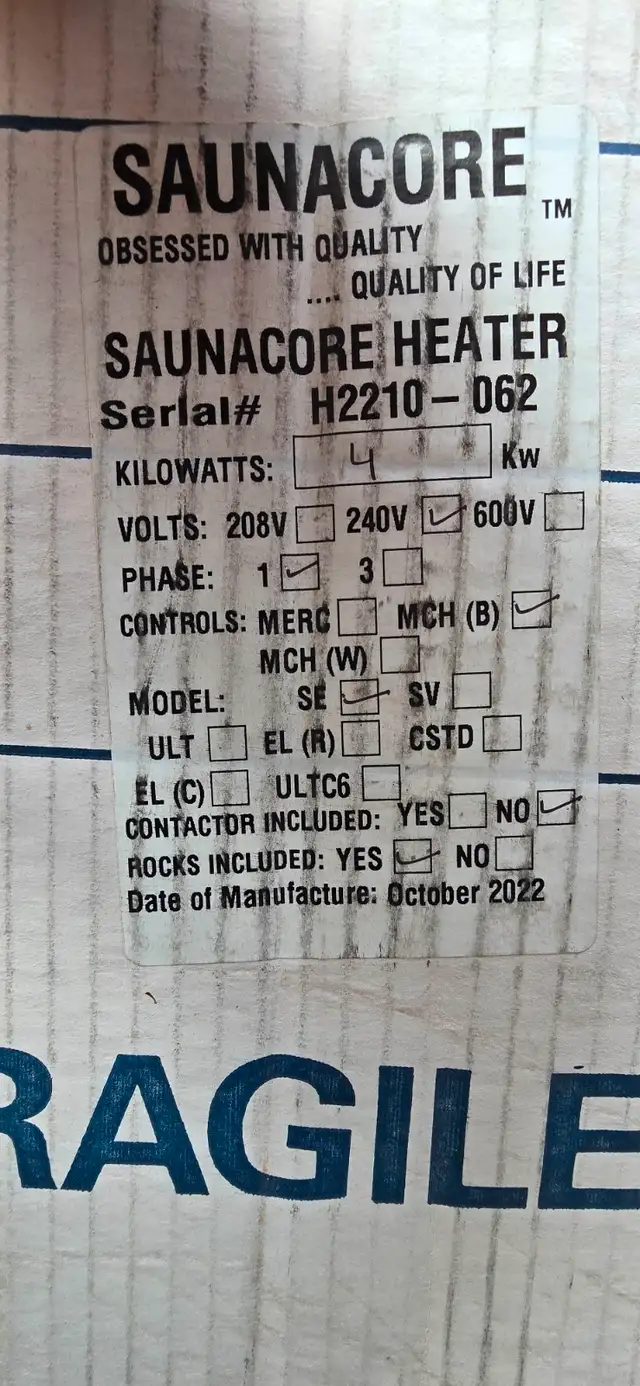 SAUNACORE ™
OBSESSED WITH QUALITY
.... QUALITY OF LIFE
SAUNACORE HEATER
Serial# H2210-062
KILOWATTS: 4 Kw
VOLTS: 208V ☐ 240V ☑ 600V ☐
PHASE: 1 ☑ 3 ☐
CONTROLS: MERC ☐ MCH (B) ☑
MCH (W) ☐
MODEL: SE ☑ SV ☐
ULT ☐ EL (R) ☐ CSTD ☐
EL (C) ☐ ULTC6 ☐
CONTACTOR INCLUDED: YES ☐ NO ☑
ROCKS INCLUDED: YES ☑ NO ☐
Date of Manufacture: October 2022
RAGILE